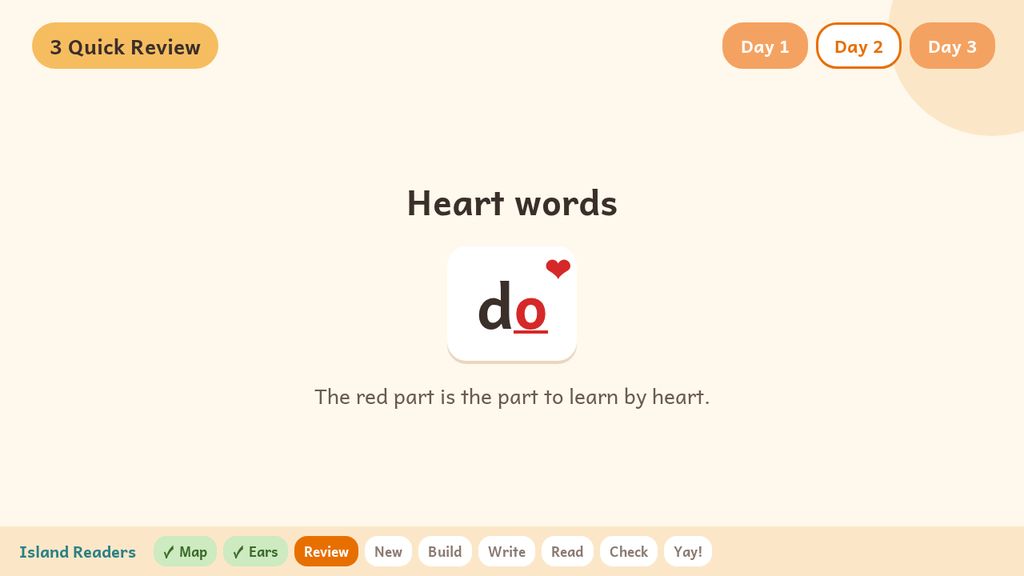 3 Quick Review
Day 1 Day 2 Day 3
Heart words
do
The red part is the part to learn by heart.
Island Readers ✓ Map ✓ Ears Review New Build Write Read Check Yay!